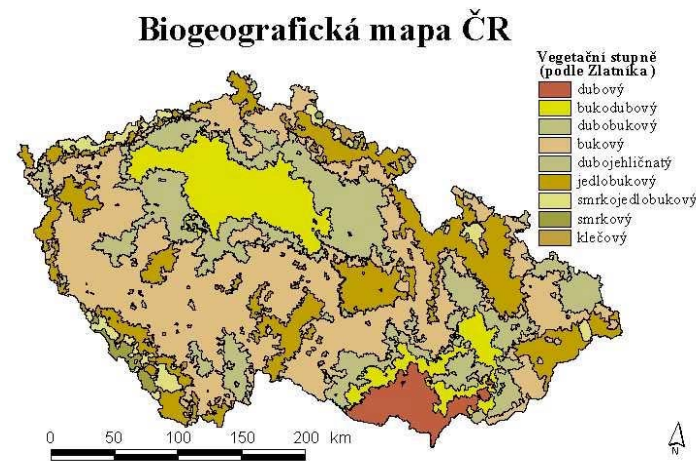 Biogeografická mapa ČR
Vegetační stupně
(podle Zlatníka )
dubový
bukodubový
dubobukový
bukový
dubojehličnatý
jedlobukový
smrkojedlobukový
smrkový
klečový
0 50 100 150 200 km
N